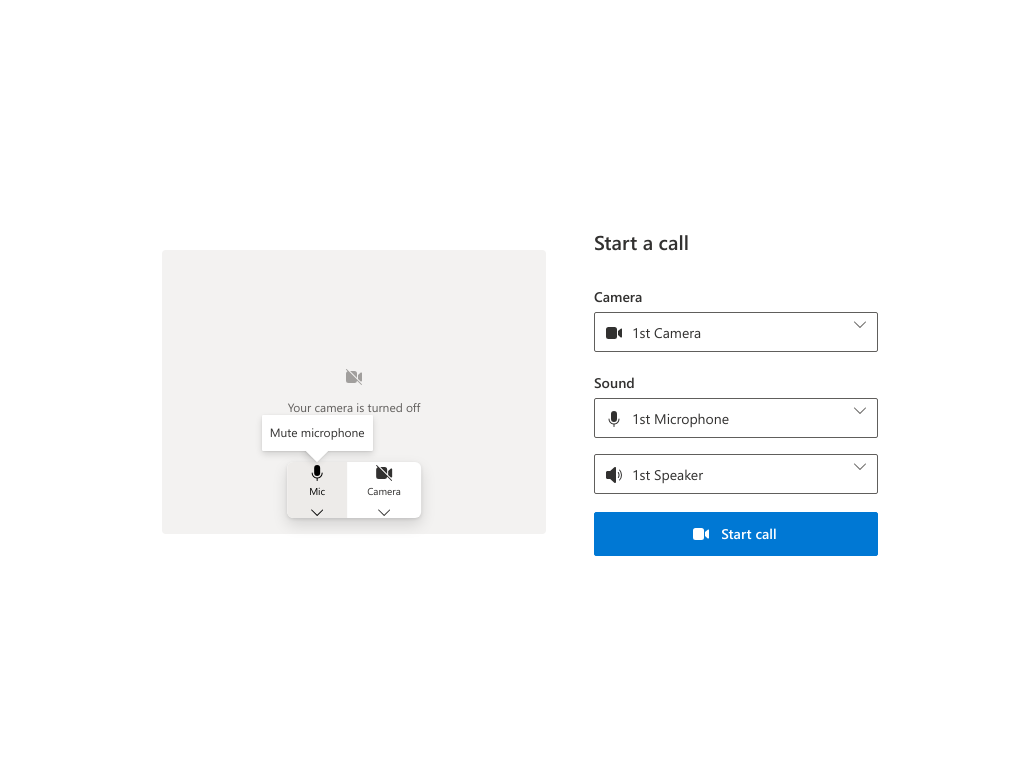 Your camera is turned off
Mute microphone
Mic
Camera
Start a call
Camera
1st Camera
Sound
1st Microphone
1st Speaker
Start call